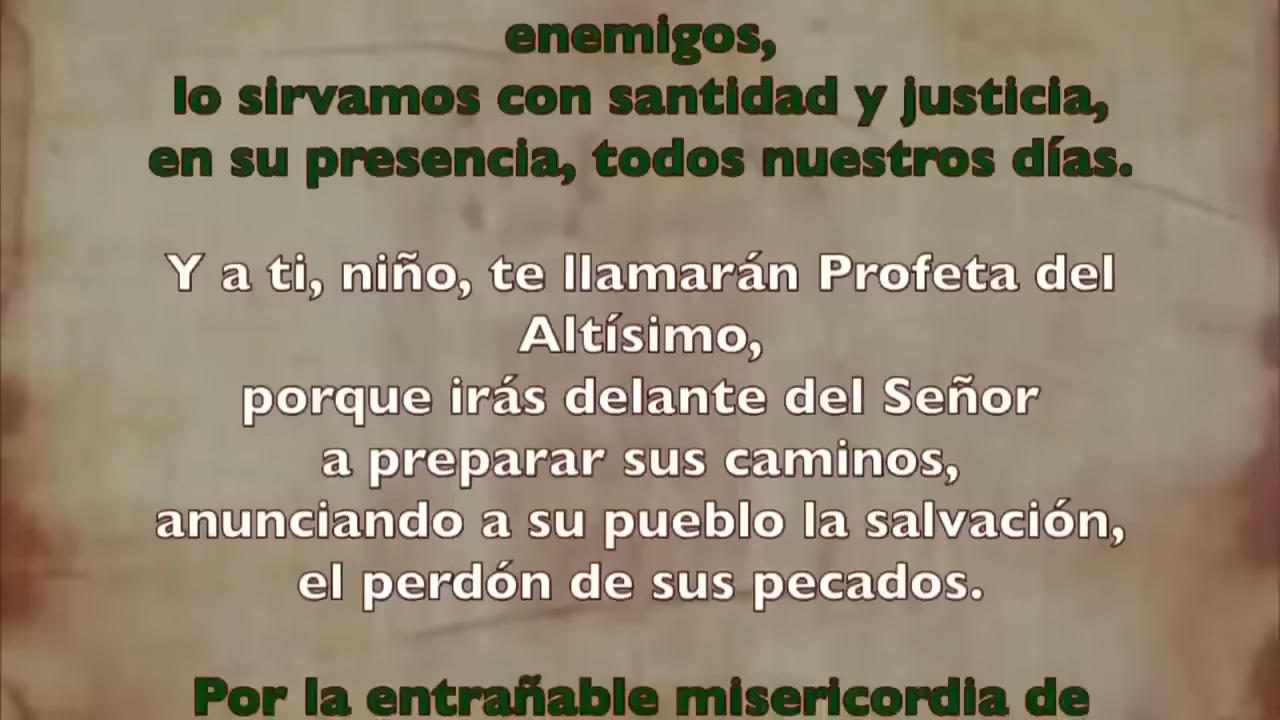 enemigos,
lo sirvamos con santidad y justicia,
en su presencia, todos nuestros días.
Y a ti, niño, te llamarán Profeta del
Altísimo,
porque irás delante del Señor
a preparar sus caminos,
anunciando a su pueblo la salvación,
el perdón de sus pecados.
Por la entrañable misericordia de